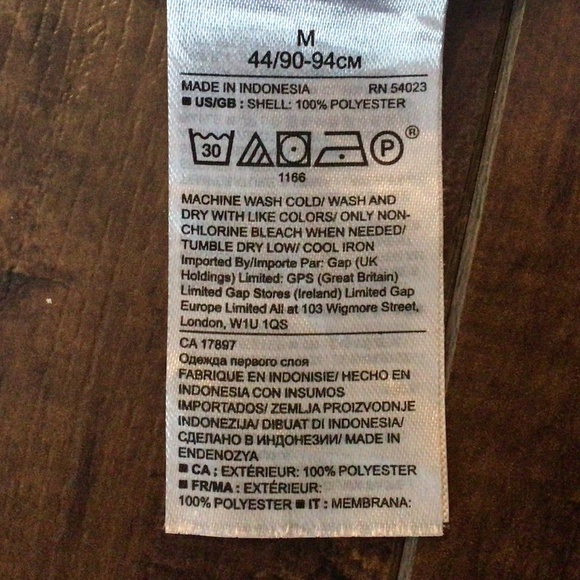 M
44/90-94CM
MADE IN INDONESIA RN 54023
■ US/GB : SHELL: 100% POLYESTER
30 P ®
1166
MACHINE WASH COLD/ WASH AND
DRY WITH LIKE COLORS/ ONLY NON-
CHLORINE BLEACH WHEN NEEDED/
TUMBLE DRY LOW/ COOL IRON
Imported By/Importe Par: Gap (UK
Holdings) Limited: GPS (Great Britain)
Limited Gap Stores (Ireland) Limited Gap
Europe Limited All at 103 Wigmore Street,
London, W1U 1QS
CA 17897
Одежда первого слоя
FABRIQUE EN INDONISIE/ HECHO EN
INDONESIA CON INSUMOS
IMPORTADOS/ ZEMLJA PROIZVODNJE
INDONEZIJA/ DIBUAT DI INDONESIA/
СДЕЛАНО В ИНДОНЕЗИИ/ MADE IN
ENDENOZYA
■ CA ; EXTÉRIEUR: 100% POLYESTER
■ FR/MA : EXTÉRIEUR:
100% POLYESTER ■ IT : MEMBRANA: